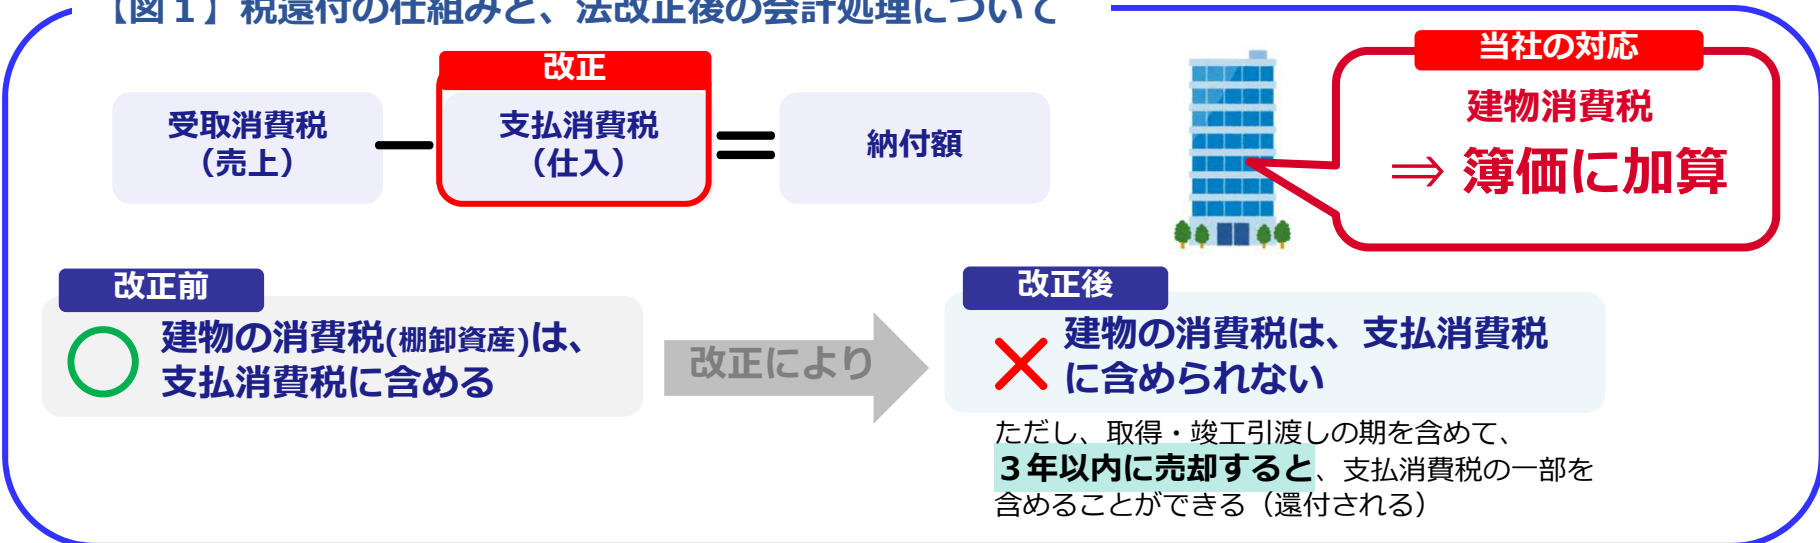 【図１】税還付の仕組みと、法改正後の会計処理について
改正
受取消費税
（売上）
－
支払消費税
（仕入）
＝
納付額
当社の対応
建物消費税
⇒ 簿価に加算
改正前
建物の消費税(棚卸資産)は、
支払消費税に含める
改正により
改正後
建物の消費税は、支払消費税
に含められない
ただし、取得・竣工引渡しの期を含めて、
３年以内に売却すると、支払消費税の一部を
含めることができる（還付される）